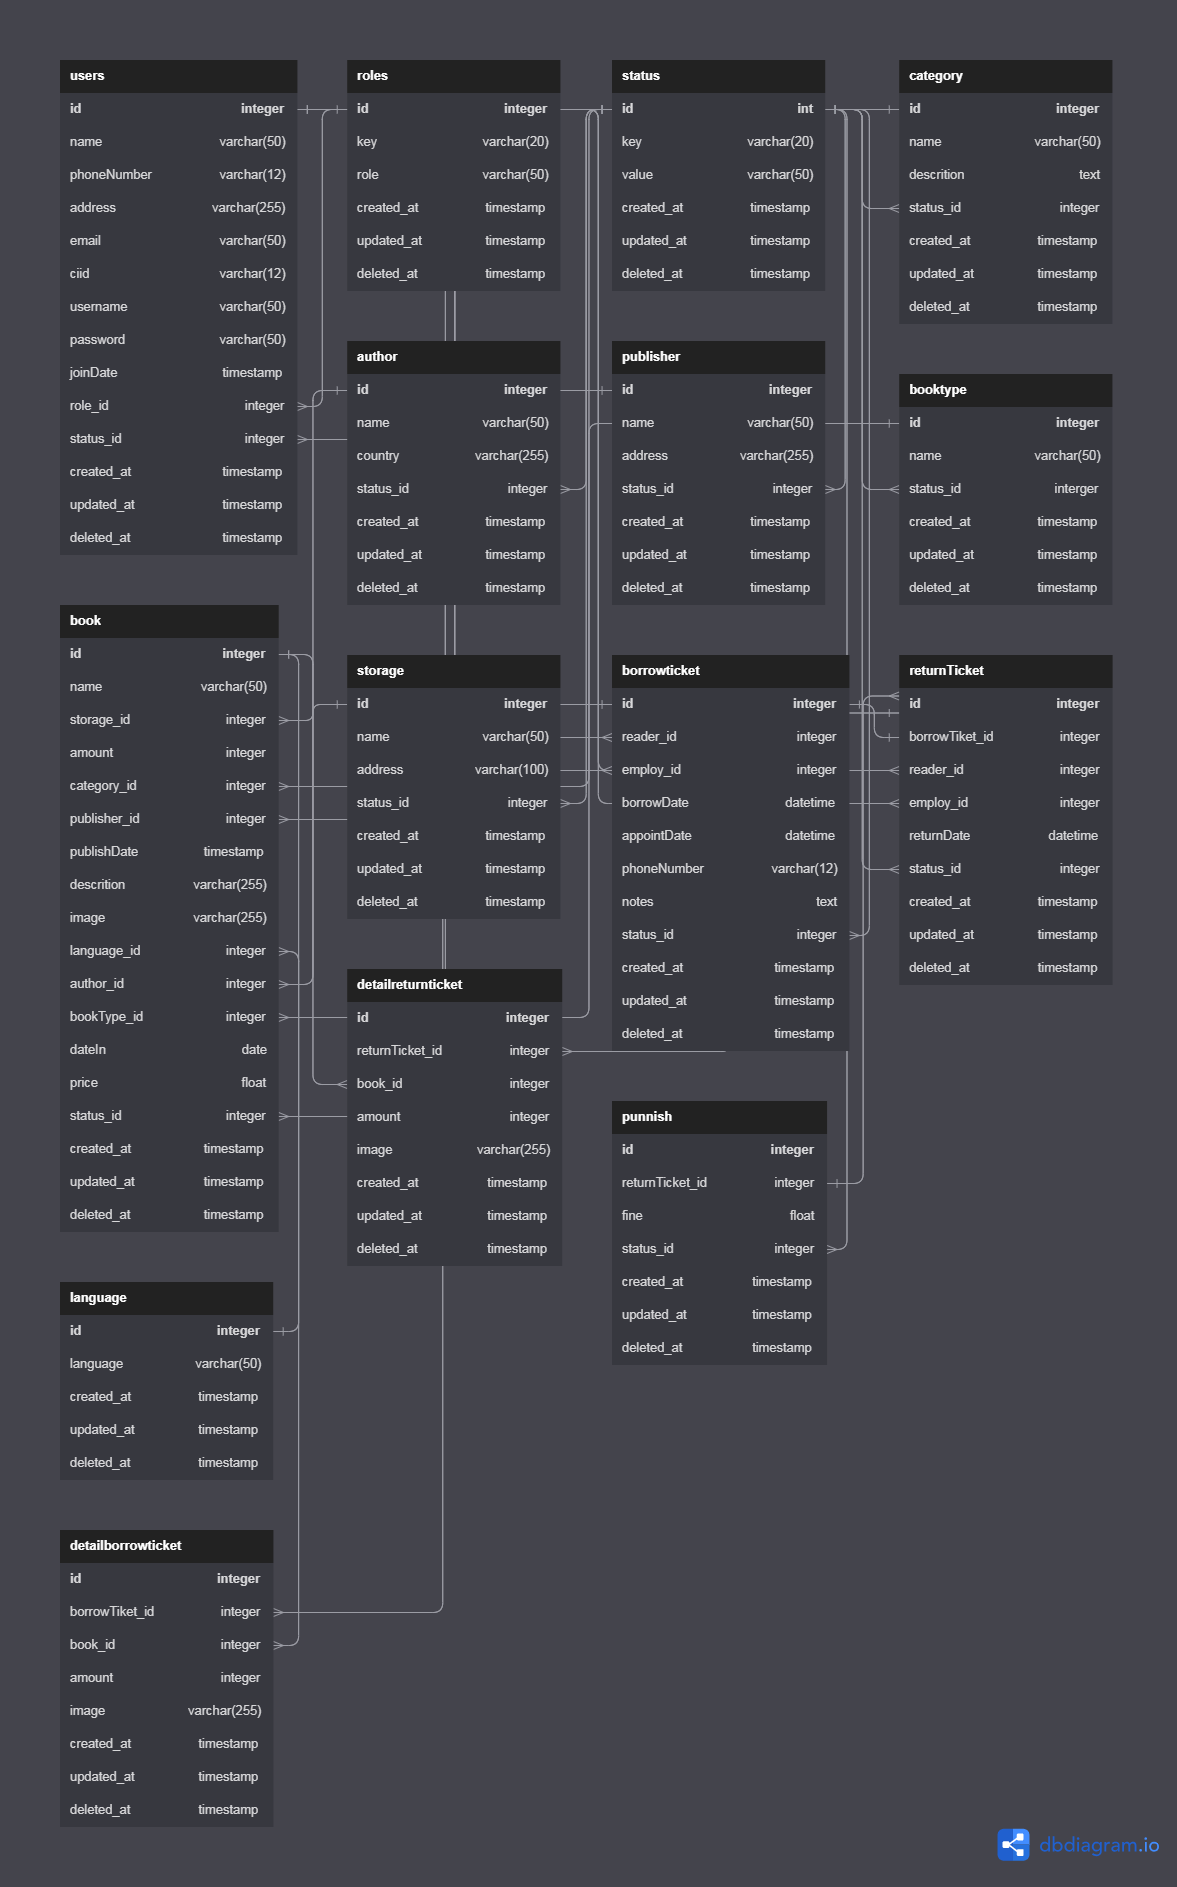 users
id integer
name varchar(50)
phoneNumber varchar(12)
address varchar(255)
email varchar(50)
ciid varchar(12)
username varchar(50)
password varchar(50)
joinDate timestamp
role_id integer
status_id integer
created_at timestamp
updated_at timestamp
deleted_at timestamp
roles
id integer
key varchar(20)
role varchar(50)
created_at timestamp
updated_at timestamp
deleted_at timestamp
status
id int
key varchar(20)
value varchar(50)
created_at timestamp
updated_at timestamp
deleted_at timestamp
category
id integer
name varchar(50)
descrition text
status_id integer
created_at timestamp
updated_at timestamp
deleted_at timestamp
author
id integer
name varchar(50)
country varchar(255)
status_id integer
created_at timestamp
updated_at timestamp
deleted_at timestamp
publisher
id integer
name varchar(50)
address varchar(255)
status_id integer
created_at timestamp
updated_at timestamp
deleted_at timestamp
booktype
id integer
name varchar(50)
status_id interger
created_at timestamp
updated_at timestamp
deleted_at timestamp
book
id integer
name varchar(50)
storage_id integer
amount integer
category_id integer
publisher_id integer
publishDate timestamp
descrition varchar(255)
image varchar(255)
language_id integer
author_id integer
bookType_id integer
dateIn date
price float
status_id integer
created_at timestamp
updated_at timestamp
deleted_at timestamp
storage
id integer
name varchar(50)
address varchar(100)
status_id integer
created_at timestamp
updated_at timestamp
deleted_at timestamp
borrowticket
id integer
reader_id integer
employ_id integer
borrowDate datetime
appointDate datetime
phoneNumber varchar(12)
notes text
status_id integer
created_at timestamp
updated_at timestamp
deleted_at timestamp
returnTicket
id integer
borrowTiket_id integer
reader_id integer
employ_id integer
returnDate datetime
status_id integer
created_at timestamp
updated_at timestamp
deleted_at timestamp
detailreturnticket
id integer
returnTicket_id integer
book_id integer
amount integer
image varchar(255)
created_at timestamp
updated_at timestamp
deleted_at timestamp
punnish
id integer
returnTicket_id integer
fine float
status_id integer
created_at timestamp
updated_at timestamp
deleted_at timestamp
language
id integer
language varchar(50)
created_at timestamp
updated_at timestamp
deleted_at timestamp
detailborrowticket
id integer
borrowTiket_id integer
book_id integer
amount integer
image varchar(255)
created_at timestamp
updated_at timestamp
deleted_at timestamp
dbdiagram.io